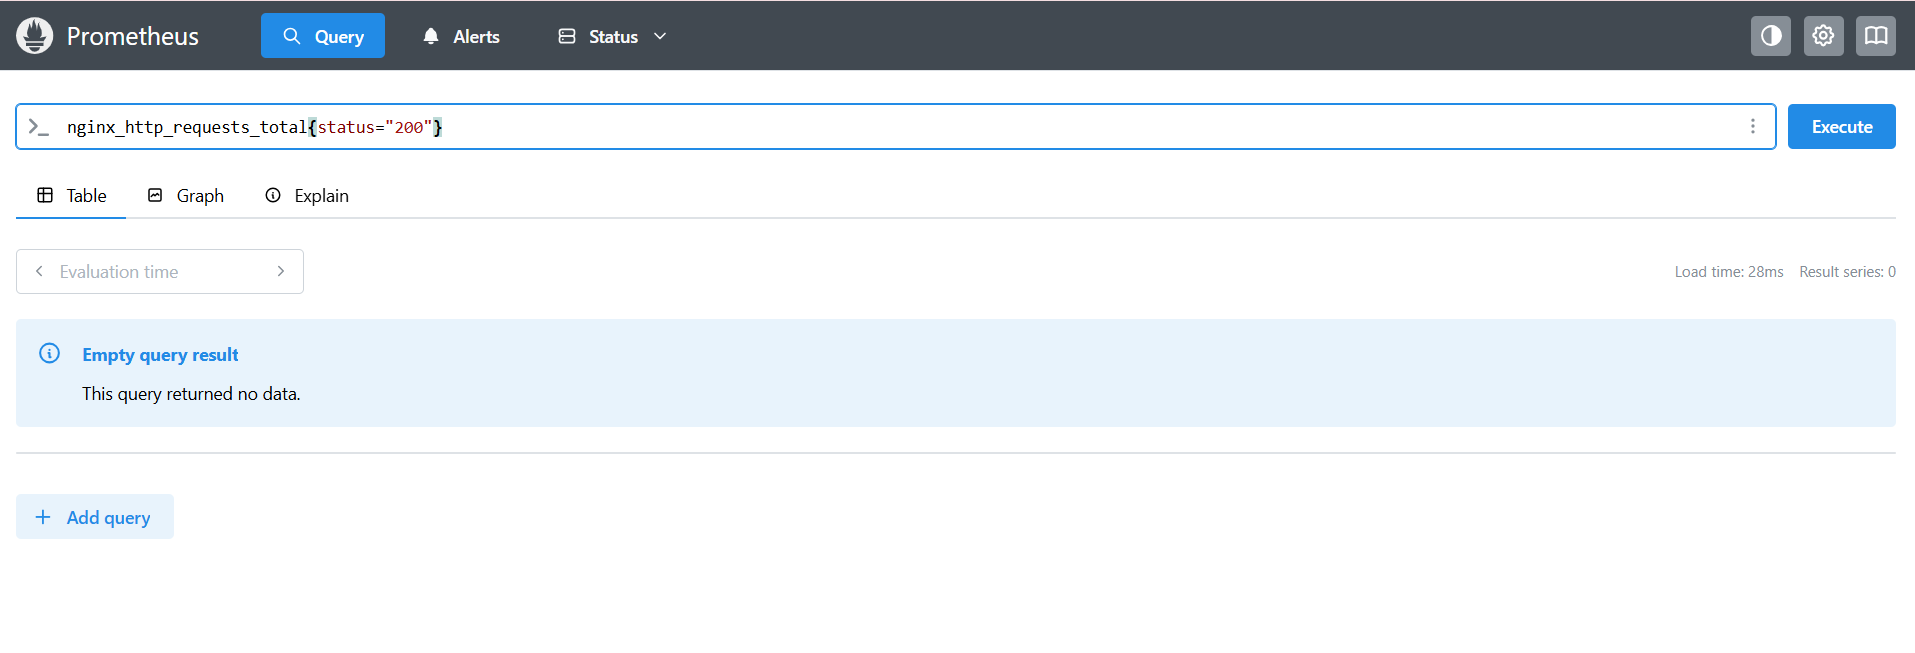 Prometheus
Query
Alerts
Status
nginx_http_requests_total{status="200"}
Execute
Table
Graph
Explain
Evaluation time
Load time: 28ms
Result series: 0
Empty query result
This query returned no data.
Add query